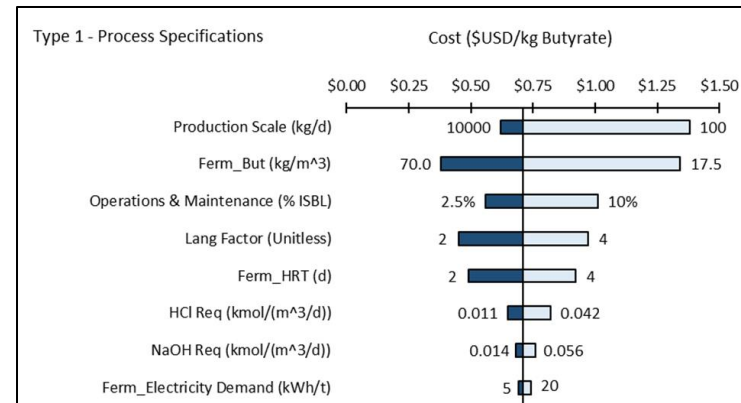 Type 1 - Process Specifications Cost ($USD/kg Butyrate)
$0.00 $0.25 $0.50 $0.75 $1.00 $1.25 $1.50
Production Scale (kg/d) 10000 100
Ferm_But (kg/m^3) 70.0 17.5
Operations & Maintenance (% ISBL) 2.5% 10%
Lang Factor (Unitless) 2 4
Ferm_HRT (d) 2 4
HCl Req (kmol/(m^3/d)) 0.011 0.042
NaOH Req (kmol/(m^3/d)) 0.014 0.056
Ferm_Electricity Demand (kWh/t) 5 20